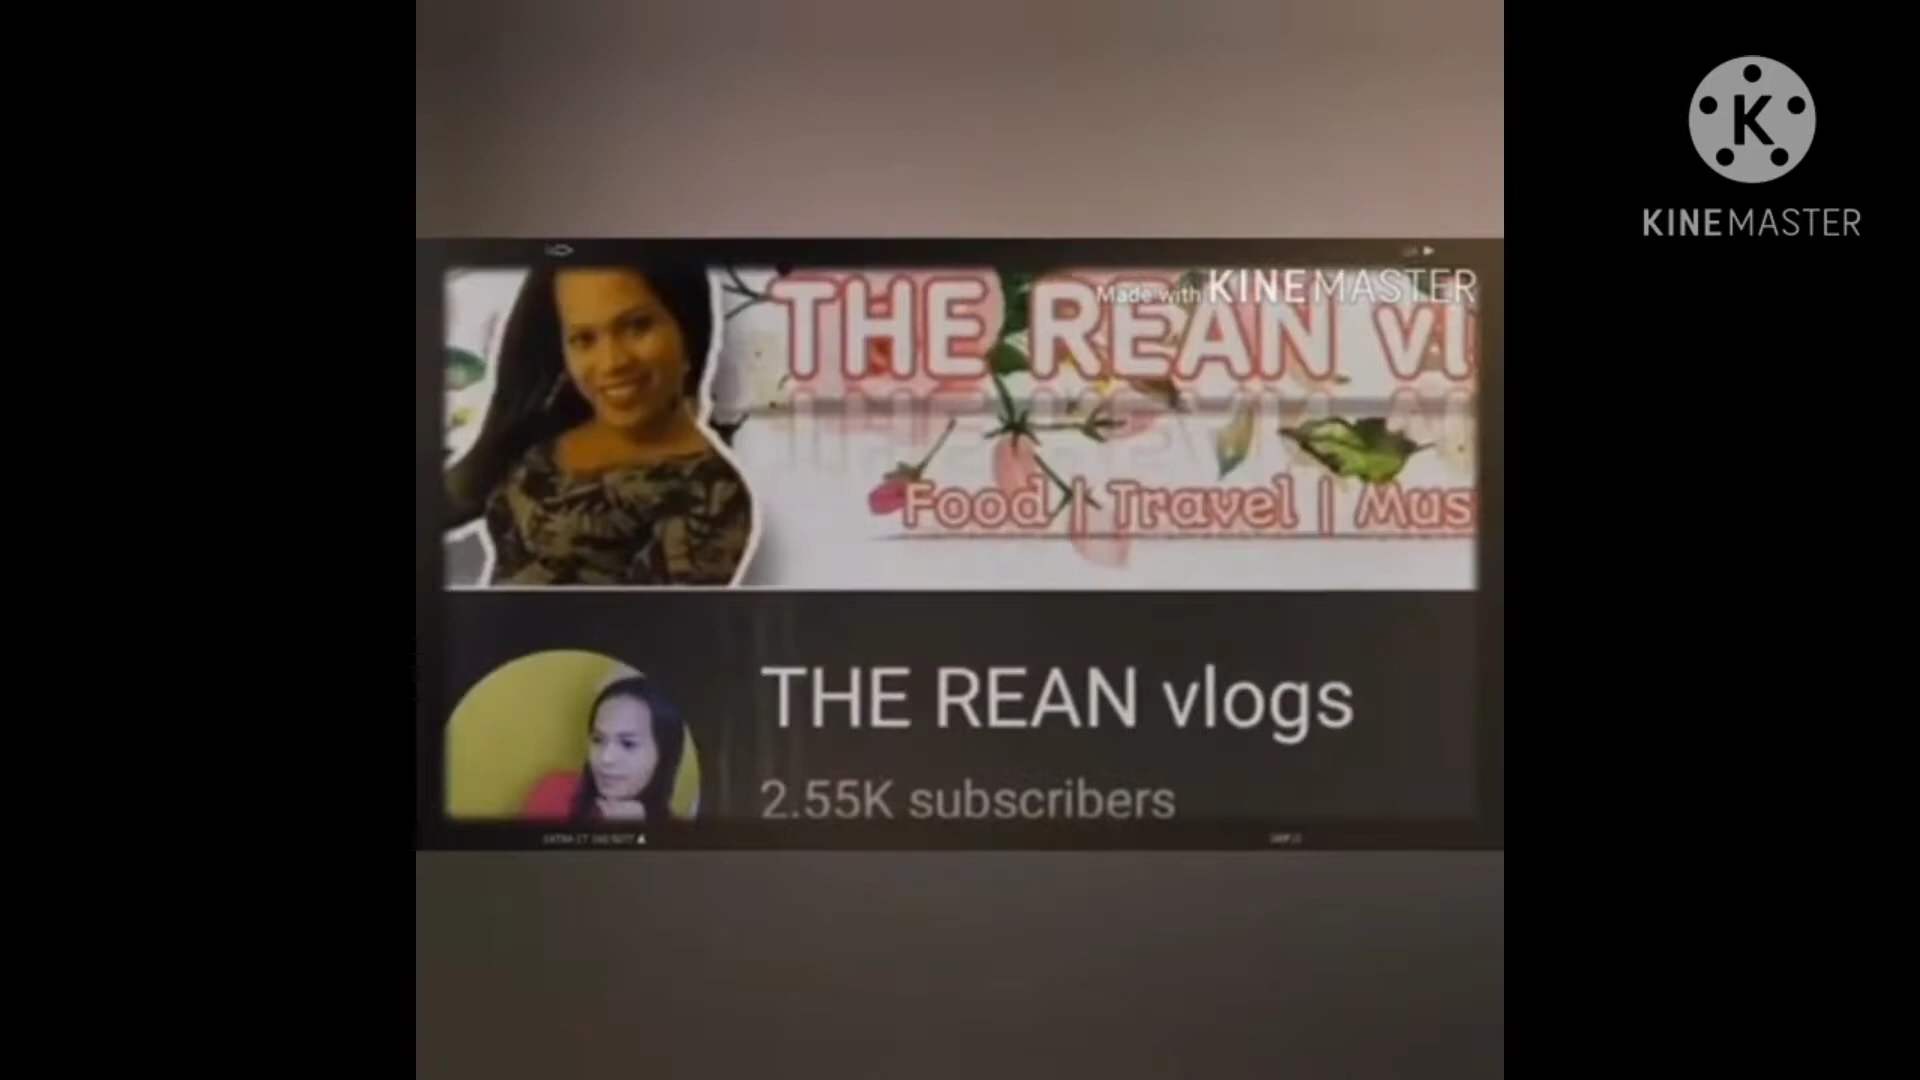 KINEMASTER
Made with KINEMASTER
THE REAN vl
Food | Travel | Mus
THE REAN vlogs
2.55K subscribers